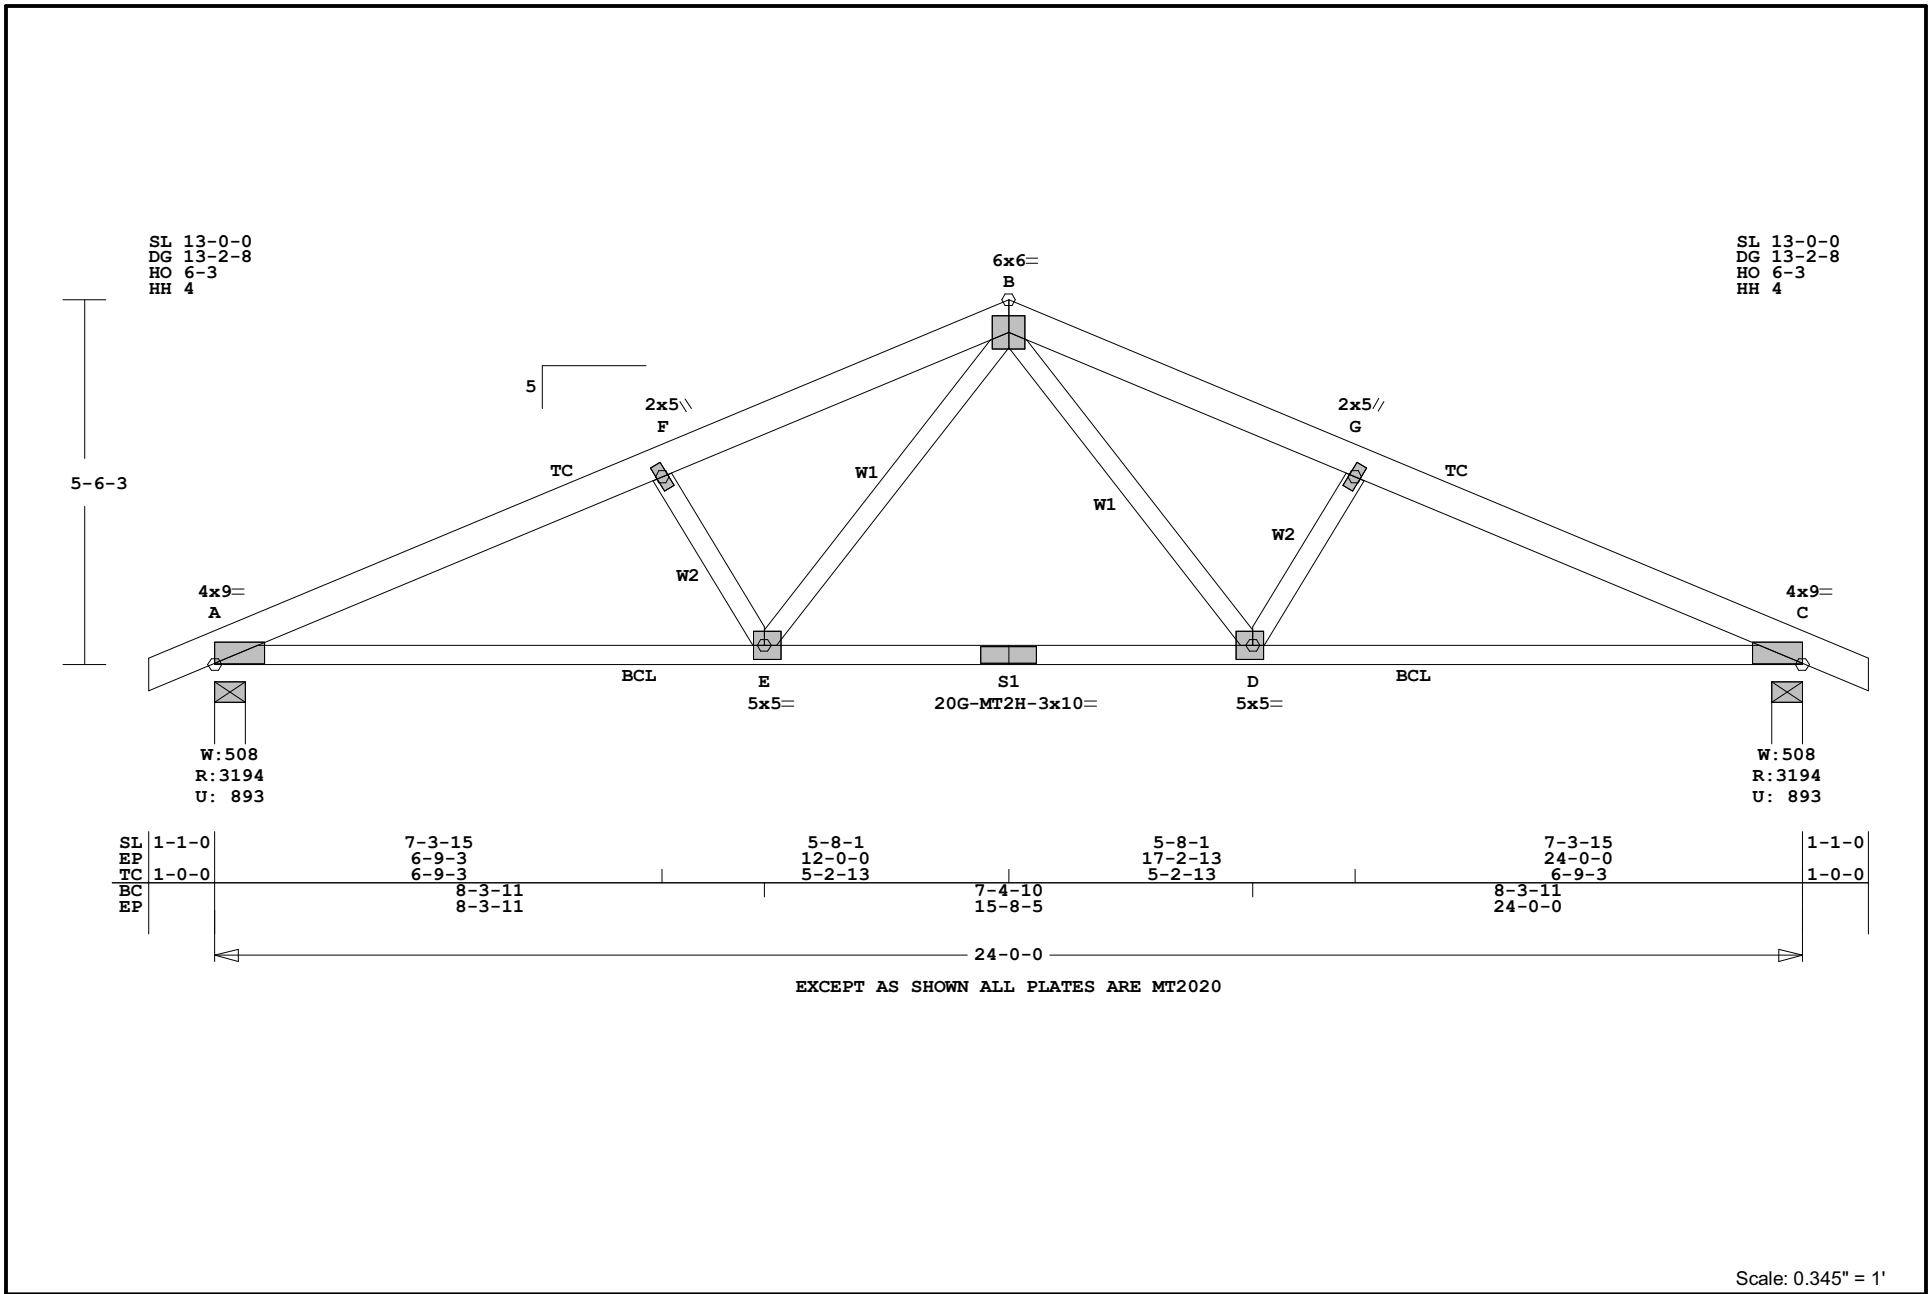 SL 13-0-0
DG 13-2-8
HO 6-3
HH 4
SL 13-0-0
DG 13-2-8
HO 6-3
HH 4
6x6=
B
5
2x5\\
F
2x5//
G
TC
W1
TC
5-6-3
W1
W2
W2
4x9=
A
4x9=
C
BCL
E
S1
D
BCL
5x5=
20G-MT2H-3x10=
5x5=
W:508
R:3194
U: 893
W:508
R:3194
U: 893
SL 1-1-0 7-3-15 5-8-1 5-8-1 7-3-15 1-1-0
EP 6-9-3 12-0-0 17-2-13 24-0-0
TC 1-0-0 6-9-3 5-2-13 5-2-13 6-9-3 1-0-0
BC 8-3-11 7-4-10 8-3-11
EP 8-3-11 15-8-5 24-0-0
24-0-0
EXCEPT AS SHOWN ALL PLATES ARE MT2020
Scale: 0.345" = 1'